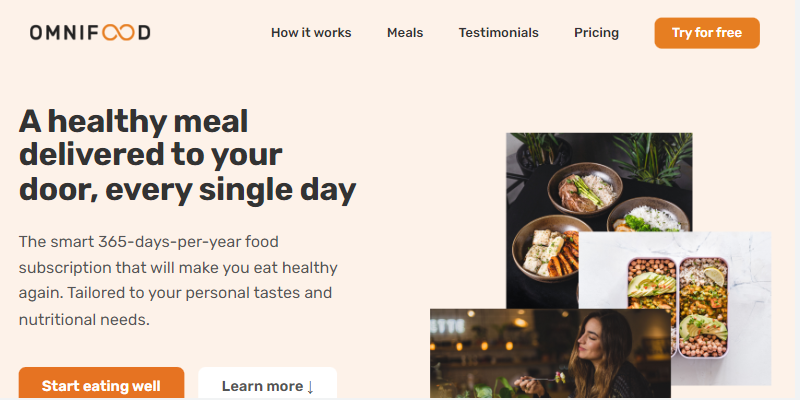 OMNIFOOD
How it works
Meals
Testimonials
Pricing
Try for free
A healthy meal
delivered to your
door, every single day
The smart 365-days-per-year food
subscription that will make you eat healthy
again. Tailored to your personal tastes and
nutritional needs.
Start eating well
Learn more ↓